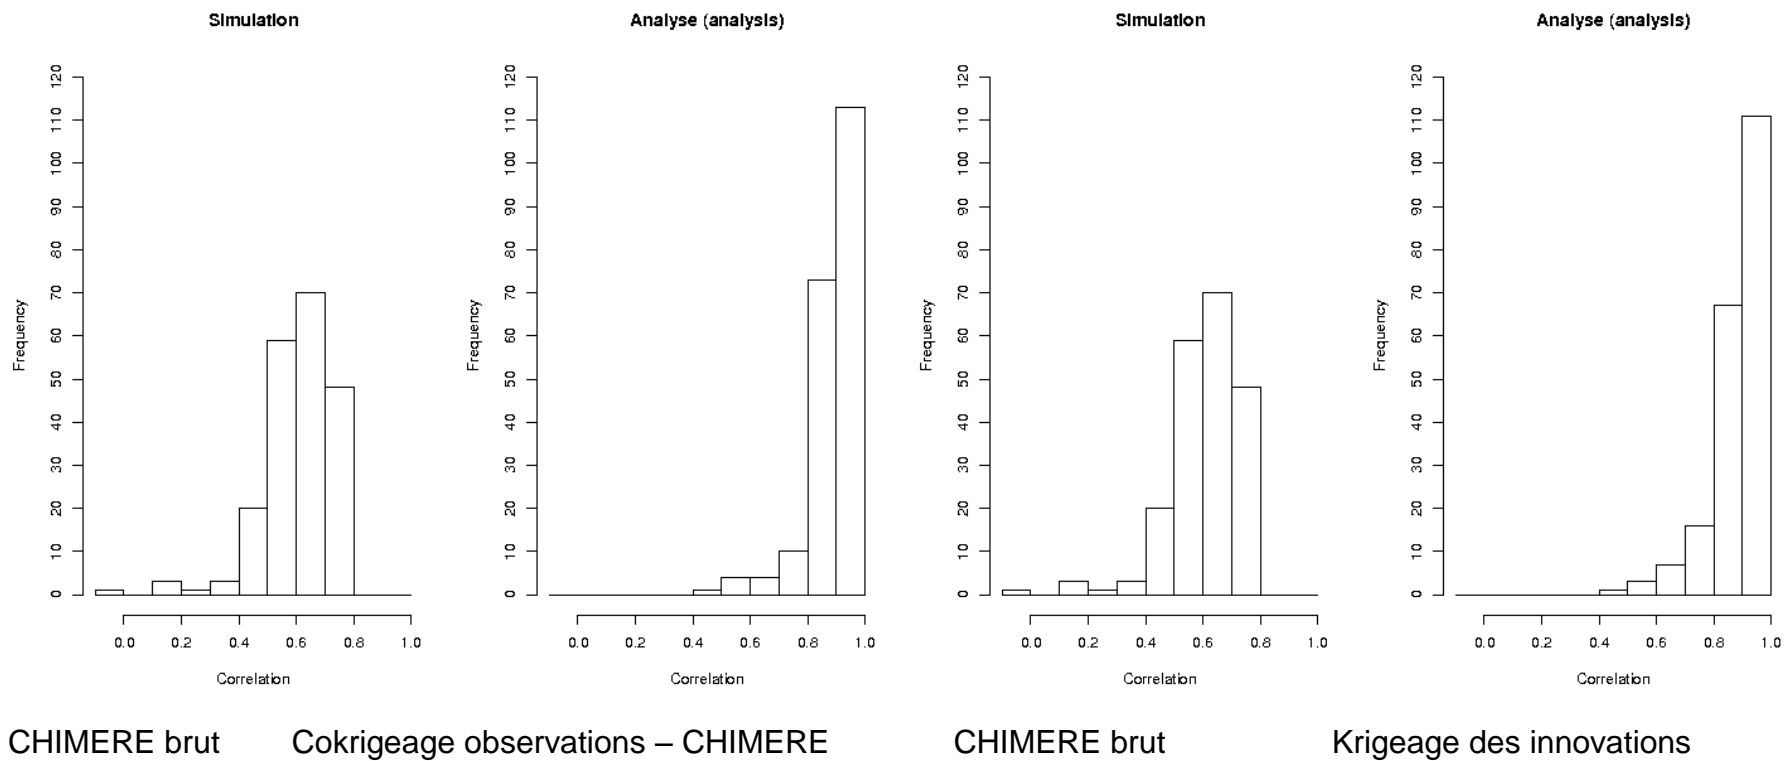 Simulation
Analyse (analysis)
Simulation
Analyse (analysis)
Frequency
0 10 20 30 40 50 60 70 80 90 100 110 120
0.0 0.2 0.4 0.6 0.8 1.0
Correlation
Frequency
0 10 20 30 40 50 60 70 80 90 100 110 120
0.0 0.2 0.4 0.6 0.8 1.0
Correlation
Frequency
0 10 20 30 40 50 60 70 80 90 100 110 120
0.0 0.2 0.4 0.6 0.8 1.0
Correlation
Frequency
0 10 20 30 40 50 60 70 80 90 100 110 120
0.0 0.2 0.4 0.6 0.8 1.0
Correlation
CHIMERE brut
Cokrigeage observations – CHIMERE
CHIMERE brut
Krigeage des innovations